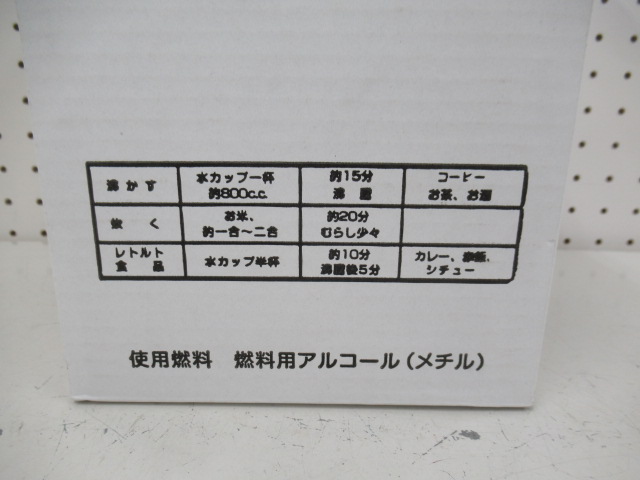 沸かす 水カップ一杯 約800c.c. 約15分 沸騰 コーヒー お茶、お酒
炊く お米、 約一合～二合 約20分 むらし少々
レトルト 食品 水カップ半杯 約10分 沸騰後5分 カレー、 シチュー
使用燃料 燃料用アルコール(メチル)